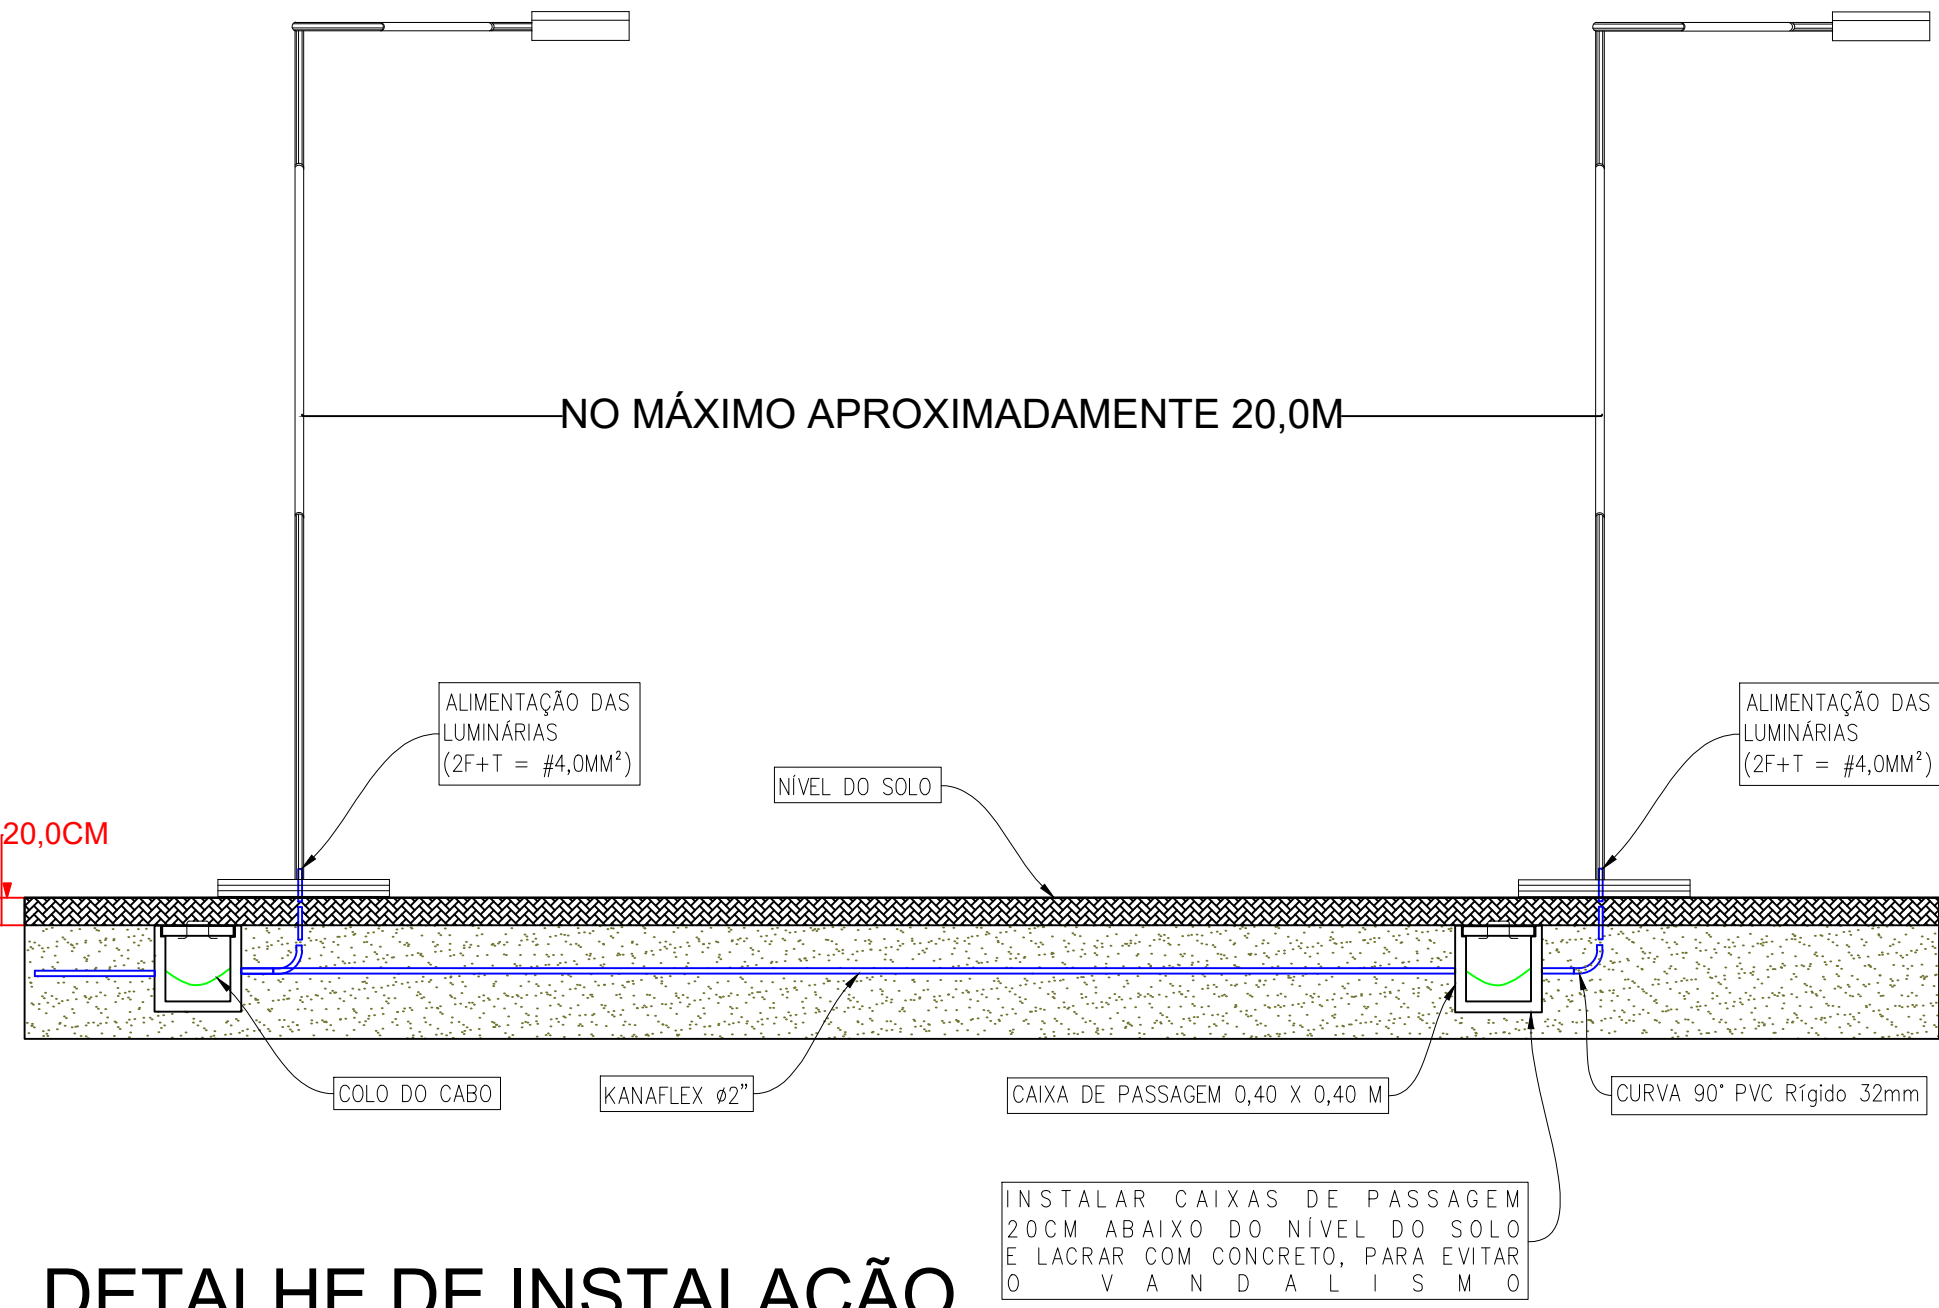 NO MÁXIMO APROXIMADAMENTE 20,0M
ALIMENTAÇÃO DAS
LUMINÁRIAS
(2F+T = #4,0MM²)
ALIMENTAÇÃO DAS
LUMINÁRIAS
(2F+T = #4,0MM²)
NÍVEL DO SOLO
20,0CM
COLO DO CABO
KANAFLEX ø2”
CAIXA DE PASSAGEM 0,40 X 0,40 M
CURVA 90° PVC Rígido 32mm
INSTALAR CAIXAS DE PASSAGEM
20CM ABAIXO DO NÍVEL DO SOLO
E LACRAR COM CONCRETO, PARA EVITAR
O VANDALISMO
DETALHE DE INSTALAÇÃO